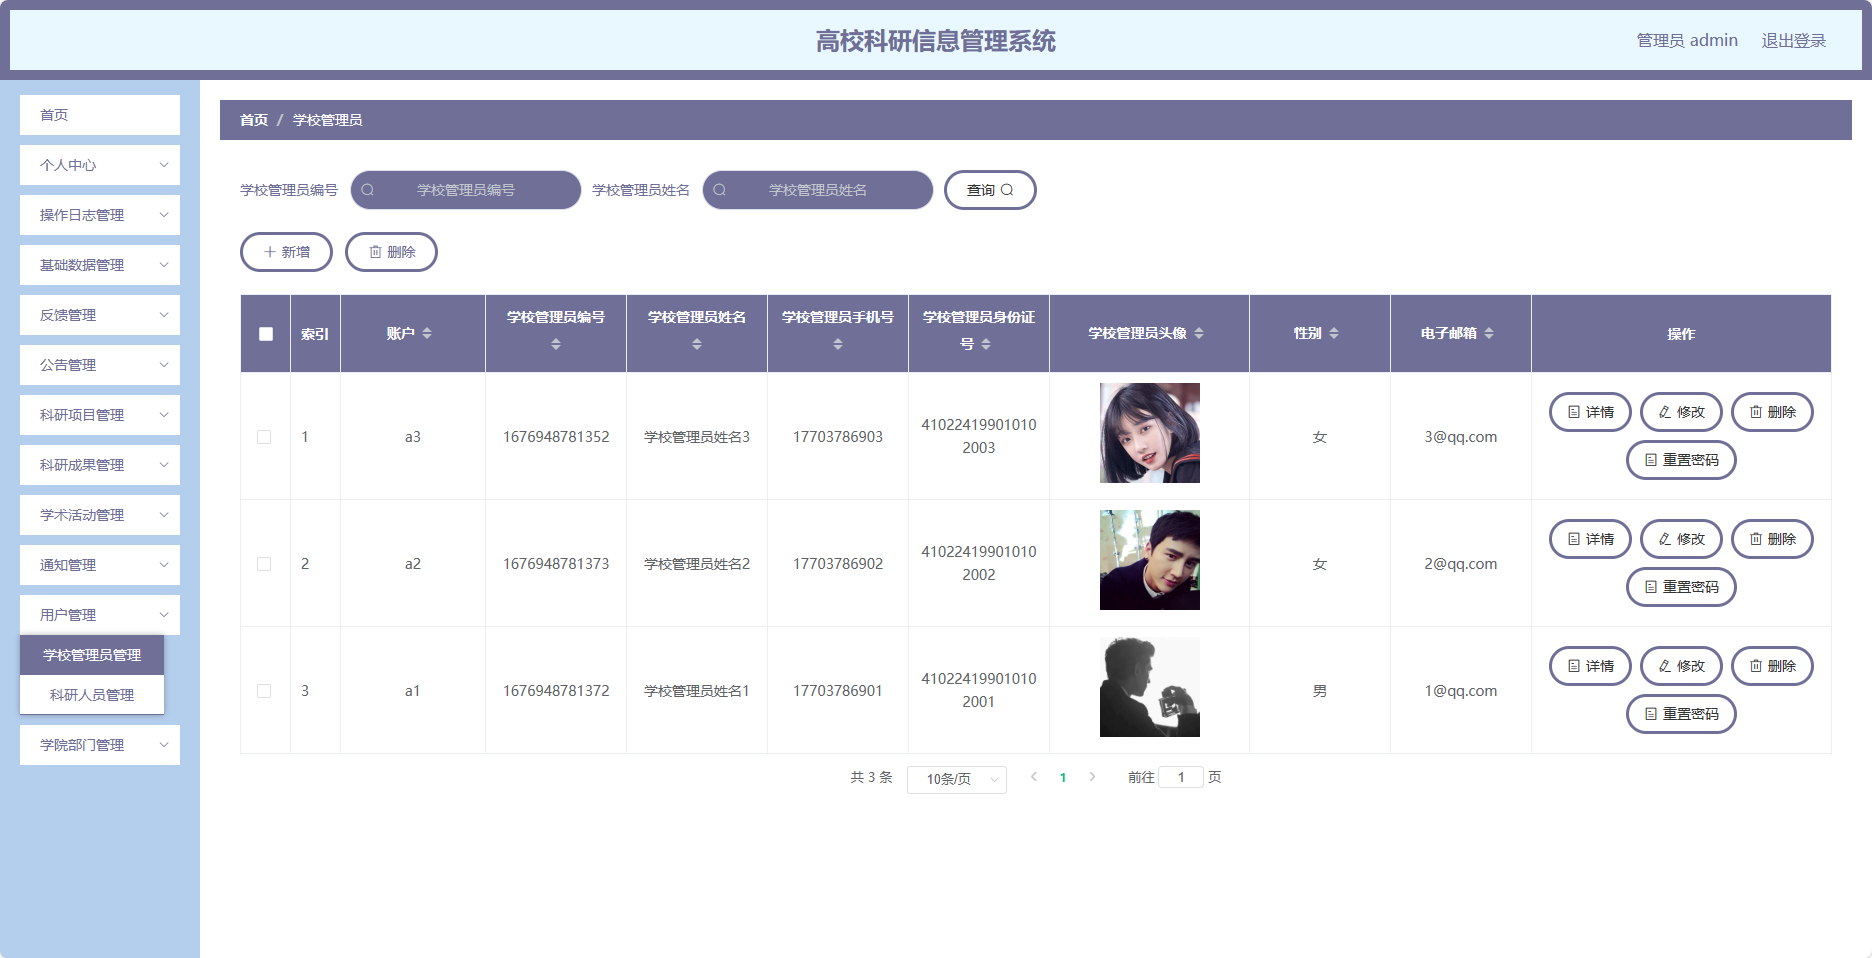 高校科研信息管理系统
管理员 admin 退出登录
首页
个人中心
操作日志管理
基础数据管理
反馈管理
公告管理
科研项目管理
科研成果管理
学术活动管理
通知管理
用户管理
学校管理员管理
科研人员管理
学院部门管理
首页 / 学校管理员
学校管理员编号 学校管理员编号 学校管理员姓名 学校管理员姓名 查询
新增 删除
索引 账户 学校管理员编号 学校管理员姓名 学校管理员手机号 学校管理员身份证号 学校管理员头像 性别 电子邮箱 操作
1 a3 1676948781352 学校管理员姓名3 17703786903 410224199010102003 女 3@qq.com 详情 修改 删除
重置密码
2 a2 1676948781373 学校管理员姓名2 17703786902 410224199010102002 女 2@qq.com 详情 修改 删除
重置密码
3 a1 1676948781372 学校管理员姓名1 17703786901 410224199010102001 男 1@qq.com 详情 修改 删除
重置密码
共 3 条 10条/页 1 前往 1 页